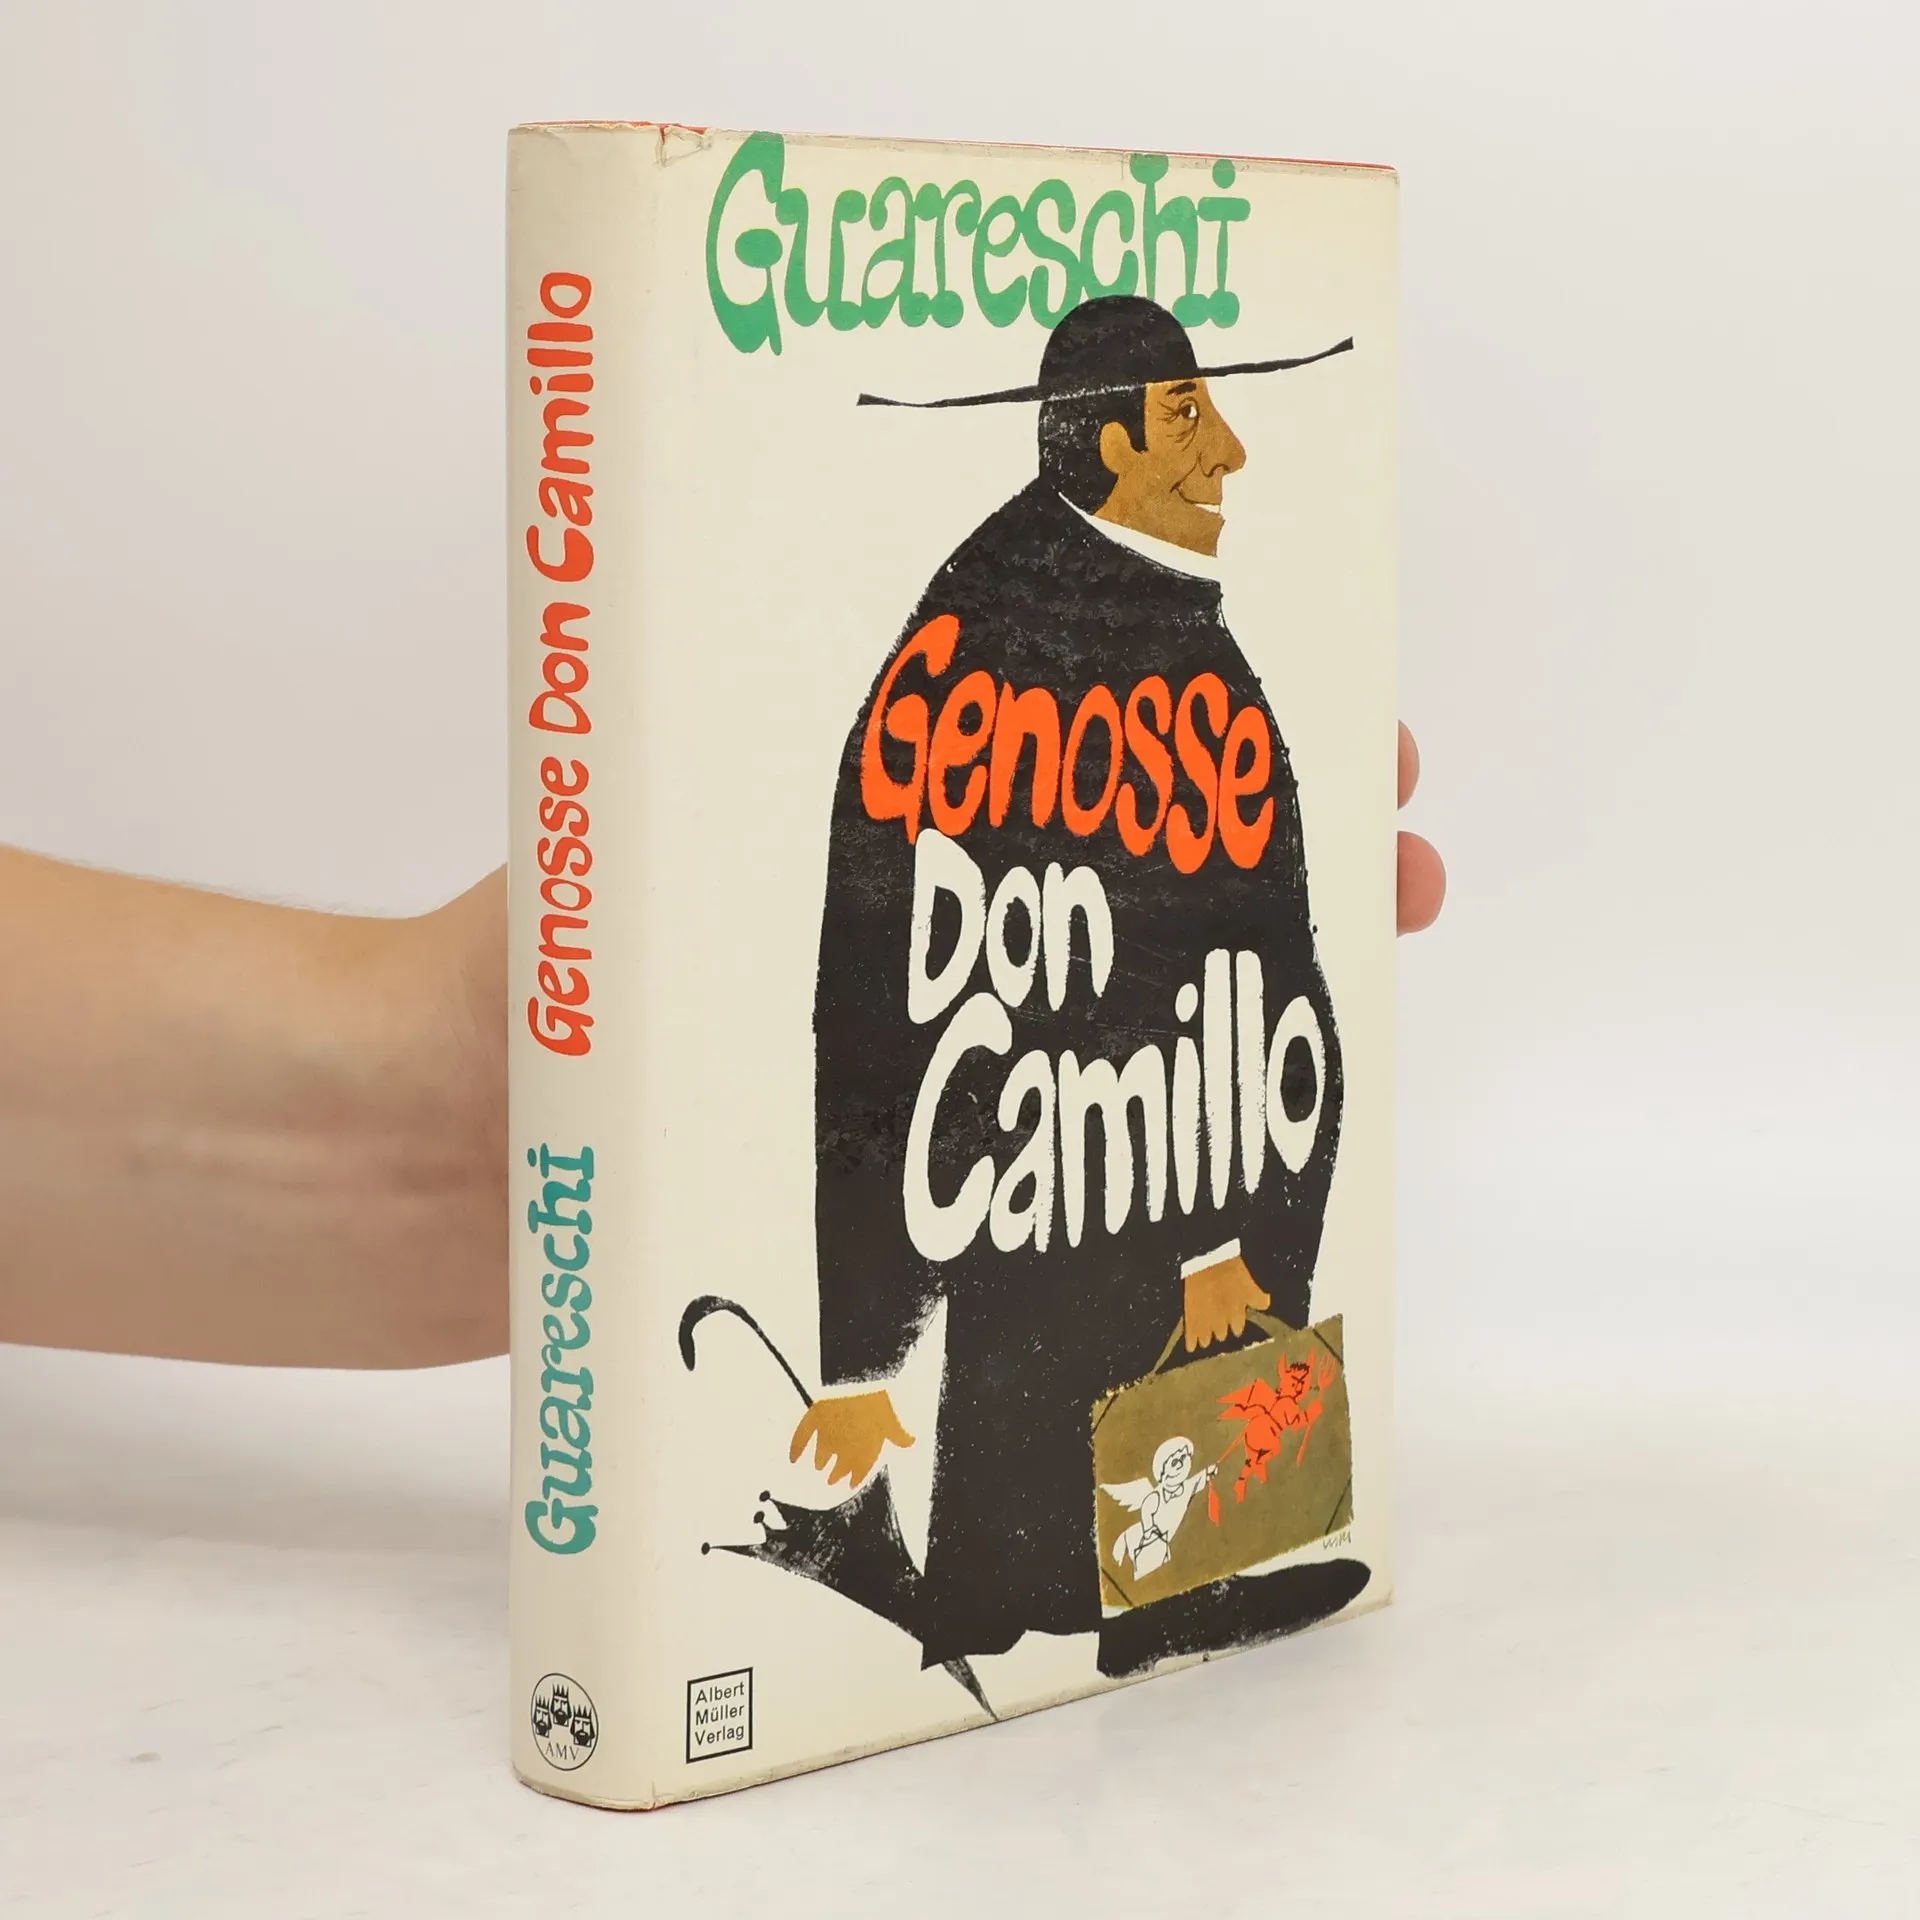 Guareschi
Genosse
Don
Camillo
Albert
Müller
Verlag
Guareschi Genosse Don Camillo
AMV